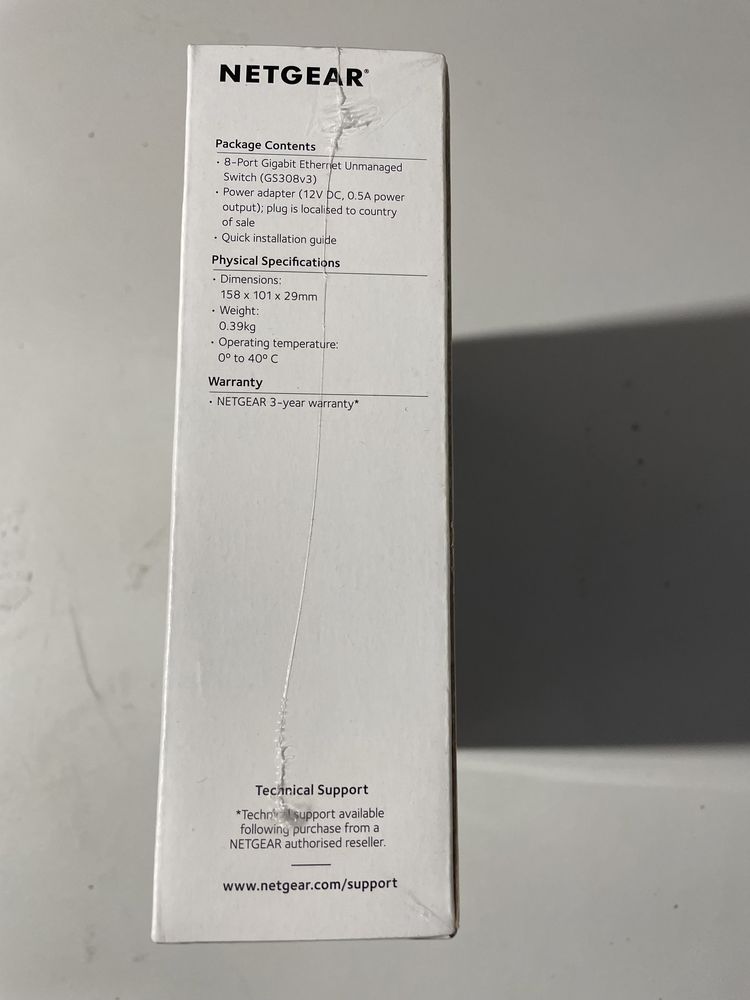 NETGEAR®
Package Contents
• 8-Port Gigabit Ethernet Unmanaged
Switch (GS308v3)
• Power adapter (12V DC, 0.5A power
output); plug is localised to country
of sale
• Quick installation guide
Physical Specifications
• Dimensions:
158 x 101 x 29mm
• Weight:
0.39kg
• Operating temperature:
0º to 40º C
Warranty
• NETGEAR 3-year warranty*
Technical Support
*Technical support available
following purchase from a
NETGEAR authorised reseller.
www.netgear.com/support